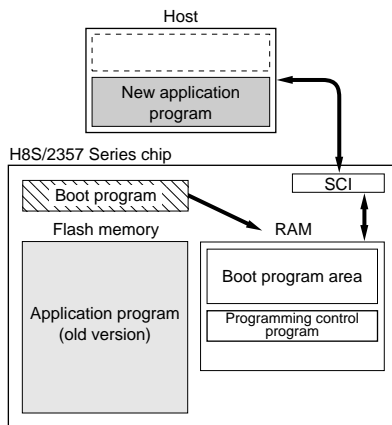 Host
New application
program
H8S/2357 Series chip
SCI
Boot program
Flash memory
RAM
Boot program area
Application program
(old version)
Programming control
program